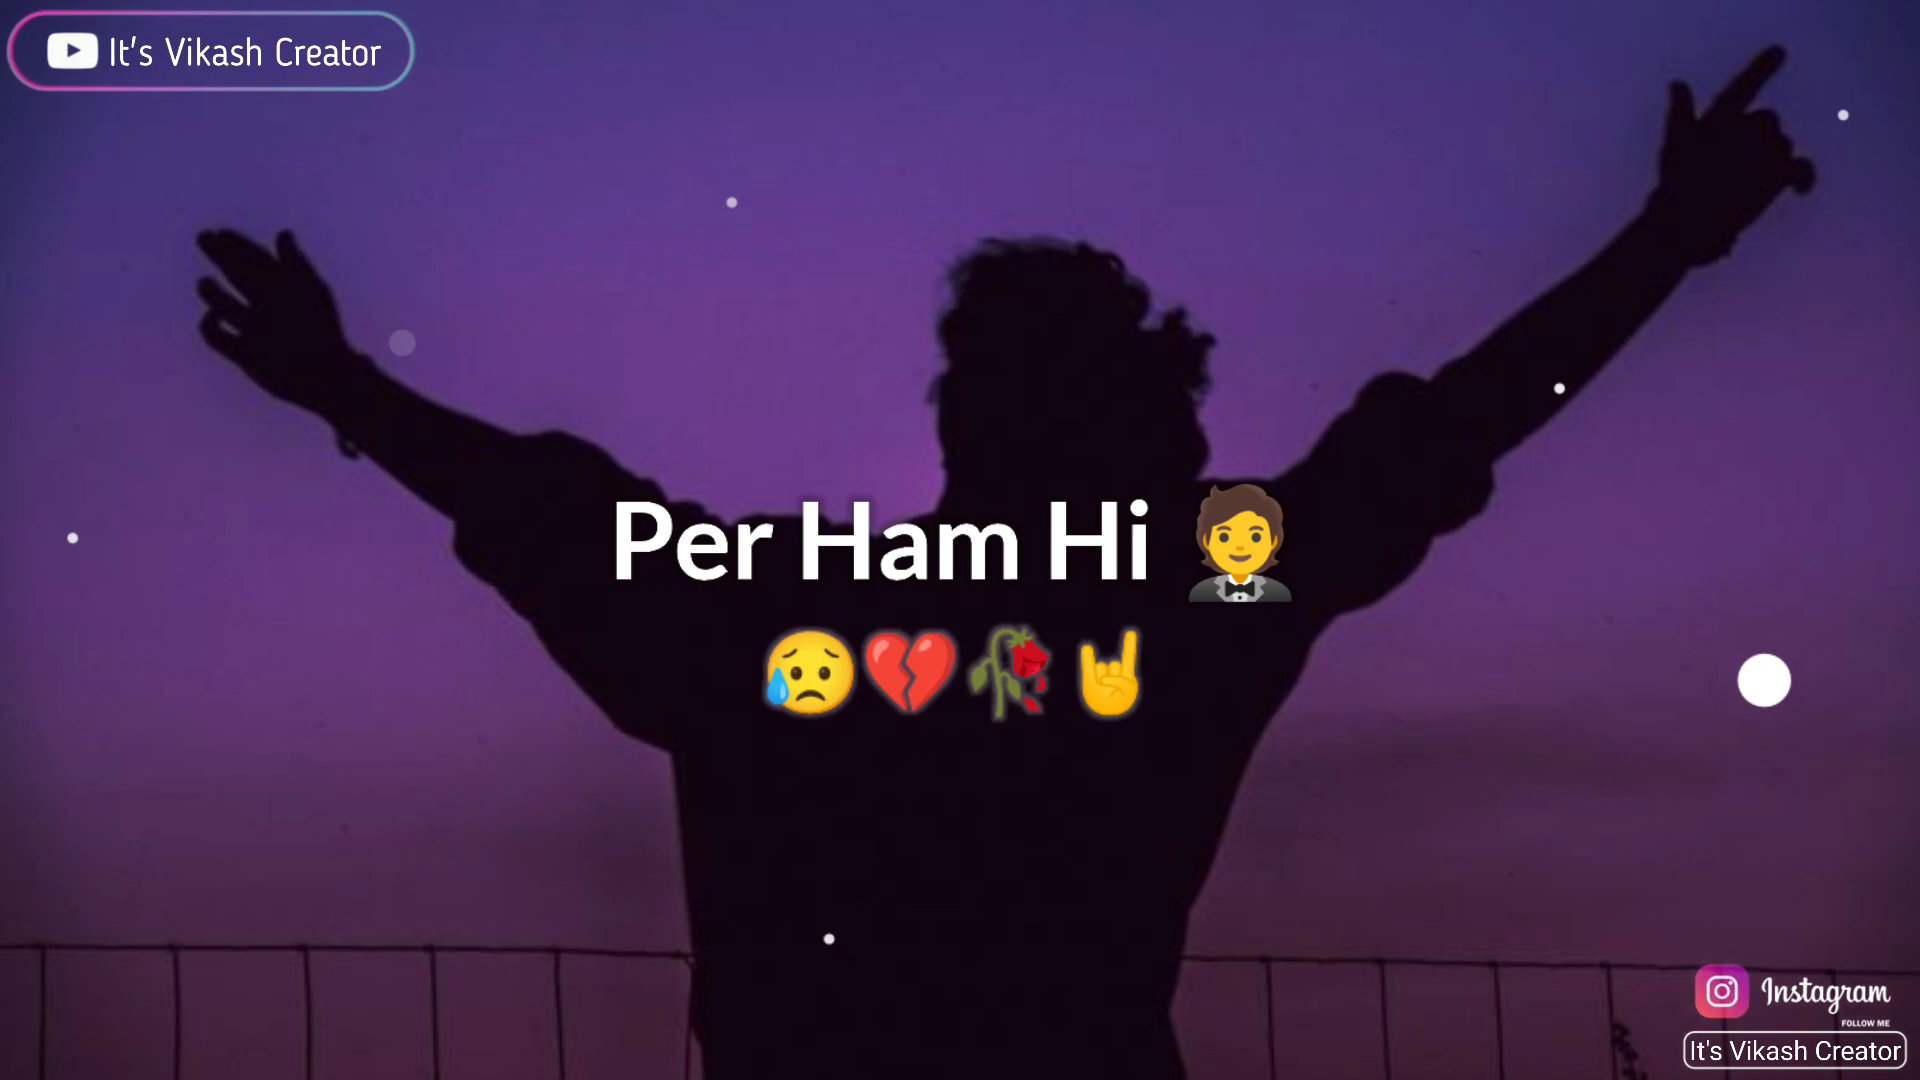 It's Vikash Creator
Per Ham Hi 🤵
😥💔🥀🤘
Instagram
FOLLOW ME
It's Vikash Creator